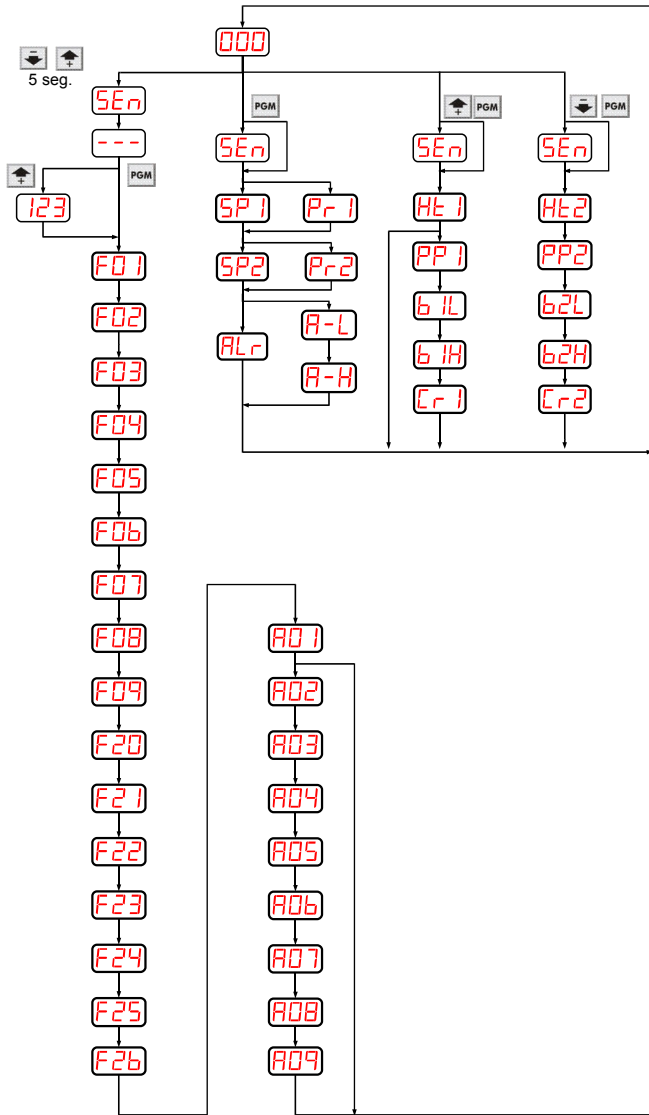 000
- +
5 seg.
SEn
---
+
PGM
123
F01
F02
F03
F04
F05
F06
F07
F08
F09
F20
F21
F22
F23
F24
F25
F26
PGM
SEn
SP1 Pr1
SP2 Pr2
A-L
ALr
A-H
+ PGM
SEn
Ht1
PP1
b1L
b1H
Cr1
- PGM
SEn
Ht2
PP2
b2L
b2H
Cr2
A01
A02
A03
A04
A05
A06
A07
A08
A09